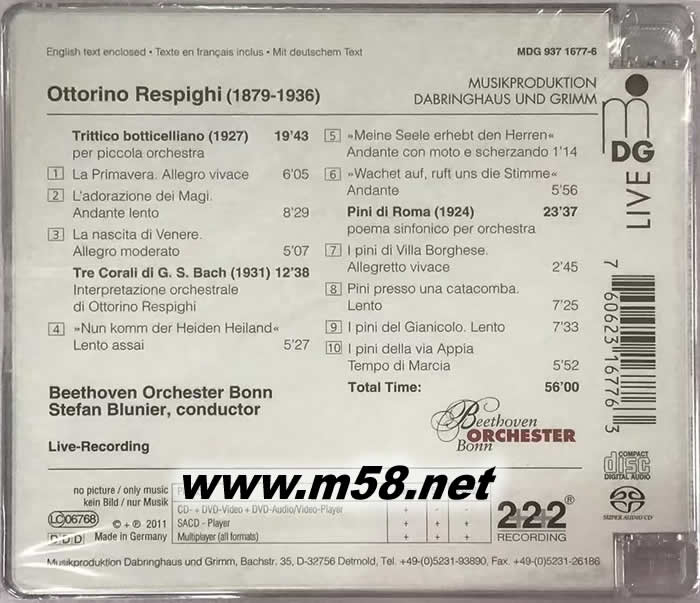 English text enclosed • Texte en français inclus • Mit deutschem Text
MDG 937 1677-6
Ottorino Respighi (1879-1936)
MUSIKPRODUKTION
DABRINGHAUS UND GRIMM
Trittico botticelliano (1927) 19'43
per piccola orchestra
1 La Primavera. Allegro vivace 6'05
2 L'adorazione dei Magi.
Andante lento 8'29
3 La nascita di Venere.
Allegro moderato 5'07
Tre Corali di G. S. Bach (1931) 12'38
Interpretazione orchestrale
di Ottorino Respighi
4 »Nun komm der Heiden Heiland«
Lento assai 5'27
5 »Meine Seele erhebt den Herren«
Andante con moto e scherzando 1'14
6 »Wachet auf, ruft uns die Stimme«
Andante 5'56
Pini di Roma (1924) 23'37
poema sinfonico per orchestra
7 I pini di Villa Borghese.
Allegretto vivace 2'45
8 Pini presso una catacomba.
Lento 7'25
9 I pini del Gianicolo. Lento 7'33
10 I pini della via Appia
Tempo di Marcia 5'52
Total Time: 56'00
DG
LIVE
7 60623 16776 3
Beethoven Orchester Bonn
Stefan Blunier, conductor
Live-Recording
Beethoven
ORCHESTER
Bonn
COMPACT
disc
DIGITAL AUDIO
www.m58.net
no picture / only music
kein Bild / nur Musik
CD- + DVD-Video + DVD-Audio/Video-Player + - -
SACD - Player + + +
Multiplayer (all formats) + + +
LC 06768
© + ℗ 2011
DDD
Made in Germany
2+2+2®
RECORDING
SUPER AUDIO CD
Musikproduktion Dabringhaus und Grimm, Bachstr. 35, D-32756 Detmold, Tel. +49-(0)5231-93890, Fax. +49-(0)5231-26186